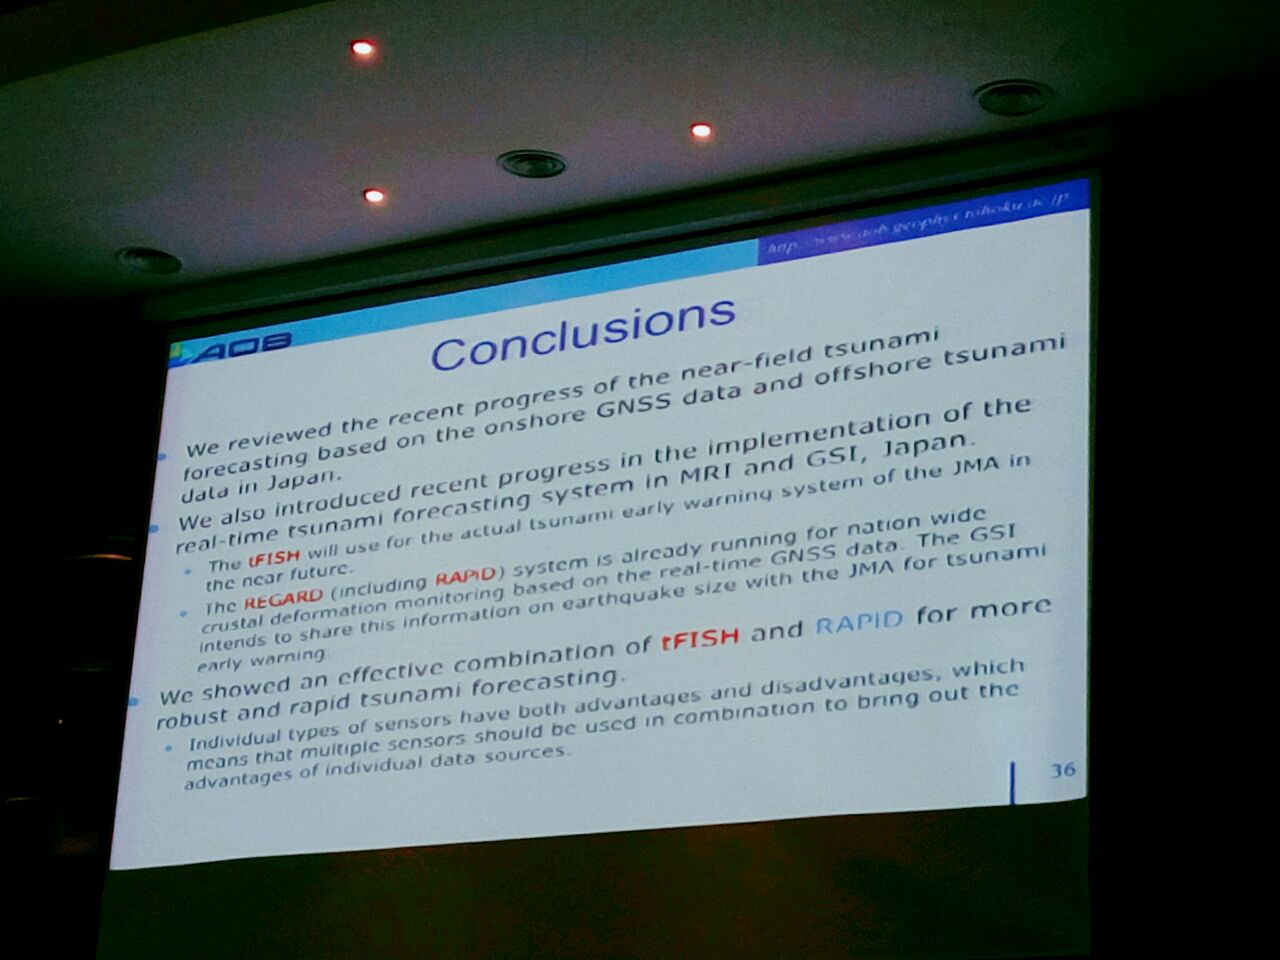 AOB
Conclusions
• We reviewed the recent progress of the near-field tsunami
forecasting based on the onshore GNSS data and offshore tsunami
data in Japan.
• We also introduced recent progress in the implementation of the
real-time tsunami forecasting system in MRI and GSI, Japan.
• The tFISH will use for the actual tsunami early warning system of the JMA in
the near future.
• The REGARD (including RAPiD) system is already running for nation wide
crustal deformation monitoring based on the real-time GNSS data. The GSI
intends to share this information on earthquake size with the JMA for tsunami
early warning.
• We showed an effective combination of tFISH and RAPID for more
robust and rapid tsunami forecasting.
• Individual types of sensors have both advantages and disadvantages, which
means that multiple sensors should be used in combination to bring out the
advantages of individual data sources.
36